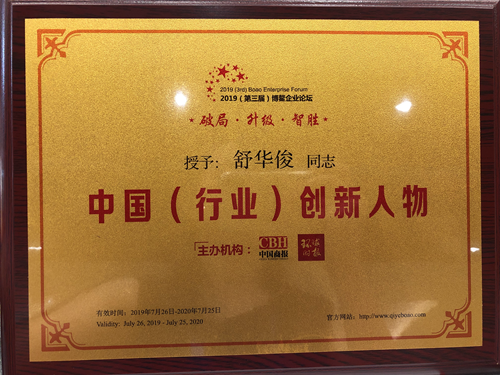 2019 (3rd) Boao Enterprise Forum
2019（第三届）博鳌企业论坛
破局·升级·智胜
授予：舒华俊 同志
中国（行业）创新人物
主办机构： CBH 中国商报 环球时报
有效时间：2019年7月26日-2020年7月25日
Validity: July 26, 2019 - July 25, 2020
官方网站：http://www.qiyeboao.com